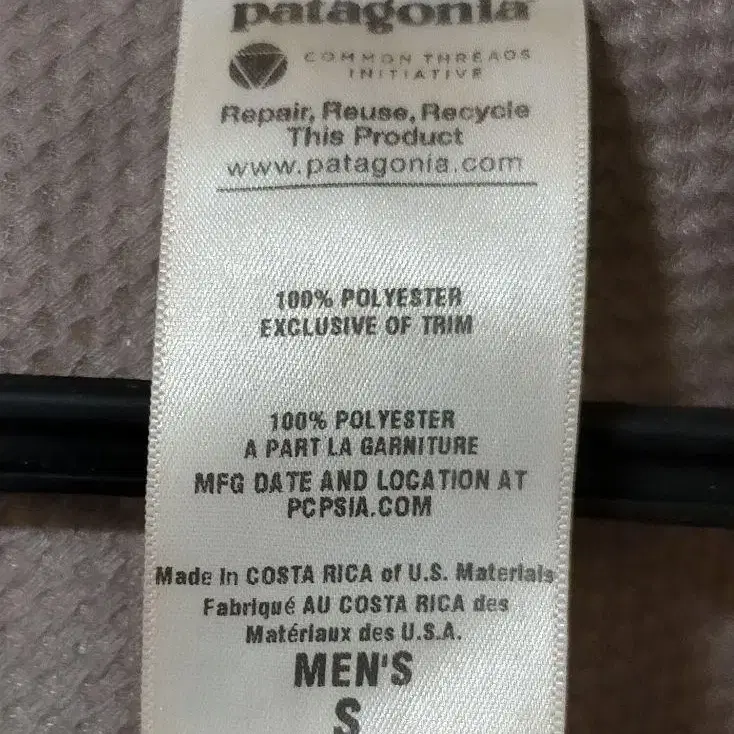 patagonia
COMMON THREADS
INITIATIVE
Repair, Reuse, Recycle
This Product
www.patagonia.com
100% POLYESTER
EXCLUSIVE OF TRIM
100% POLYESTER
A PART LA GARNITURE
MFG DATE AND LOCATION AT
PCPSIA.COM
Made in COSTA RICA of U.S. Materials
Fabriqué AU COSTA RICA des
Matériaux des U.S.A.
MEN'S
S